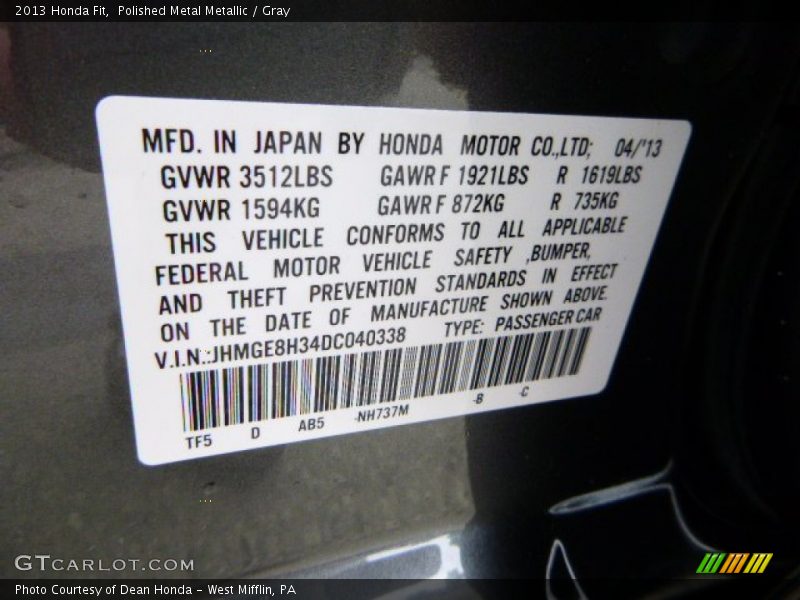 2013 Honda Fit, Polished Metal Metallic / Gray
MFD. IN JAPAN BY HONDA MOTOR CO.,LTD; 04/'13
GVWR 3512LBS GAWR F 1921LBS R 1619LBS
GVWR 1594KG GAWR F 872KG R 735KG
THIS VEHICLE CONFORMS TO ALL APPLICABLE
FEDERAL MOTOR VEHICLE SAFETY ,BUMPER,
AND THEFT PREVENTION STANDARDS IN EFFECT
ON THE DATE OF MANUFACTURE SHOWN ABOVE.
V.I.N.:JHMGE8H34DC040338 TYPE: PASSENGER CAR
TF5 D AB5 -NH737M -B -C
GTCARLOT.COM
Photo Courtesy of Dean Honda - West Mifflin, PA